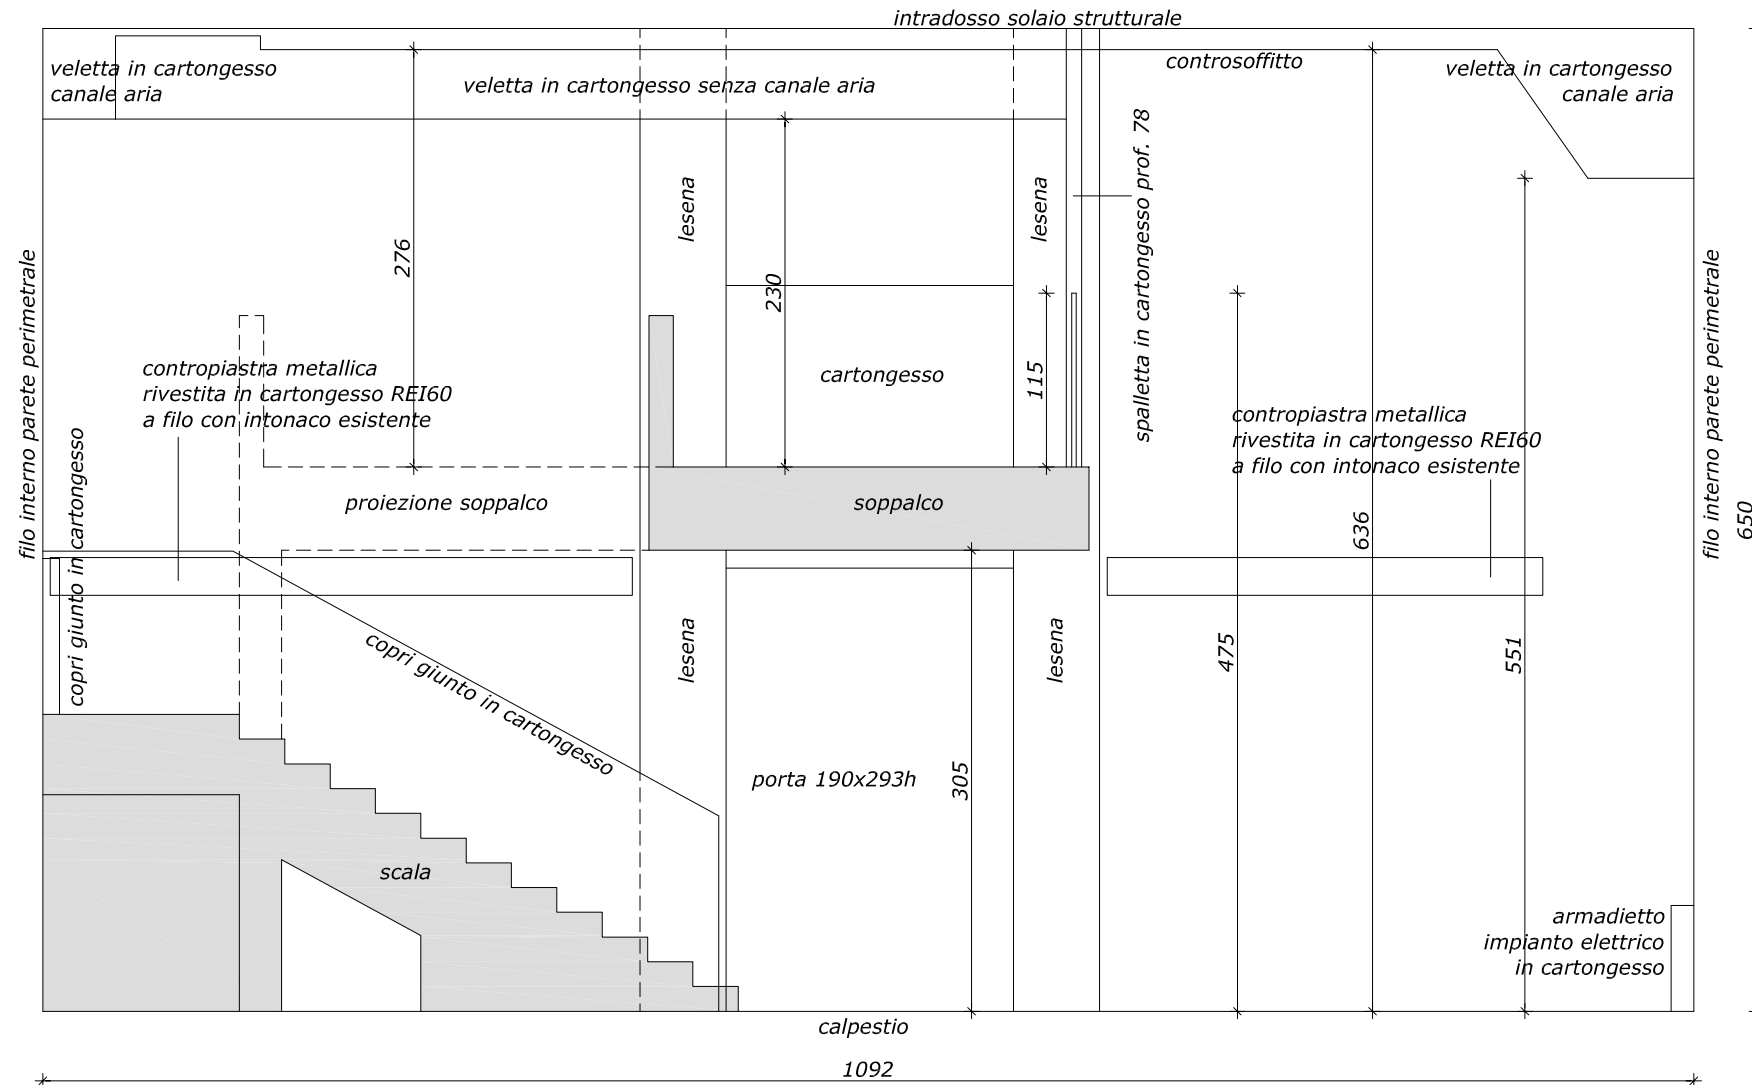 intradosso solaio strutturale
veletta in cartongesso
canale aria
veletta in cartongesso senza canale aria
controsoffitto
veletta in cartongesso
canale aria
lesena
lesena
spalletta in cartongesso prof. 78
276
230
115
filo interno parete perimetrale
filo interno parete perimetrale
contropiastra metallica
rivestita in cartongesso REI60
a filo con intonaco esistente
cartongesso
contropiastra metallica
rivestita in cartongesso REI60
a filo con intonaco esistente
copri giunto in cartongesso
proiezione soppalco
soppalco
636
650
copri giunto in cartongesso
lesena
lesena
475
551
porta 190x293h
305
scala
armadietto
impianto elettrico
in cartongesso
calpestio
1092